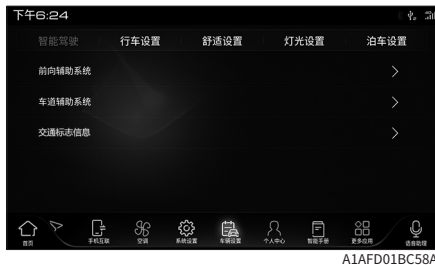 下午6:24
智能驾驶 行车设置 舒适设置 灯光设置 泊车设置
前向辅助系统
车道辅助系统
交通标志信息
首页 手机互联 空调 系统设置 车辆设置 个人中心 智能手册 更多应用 语音助理
A1AFD01BC58A